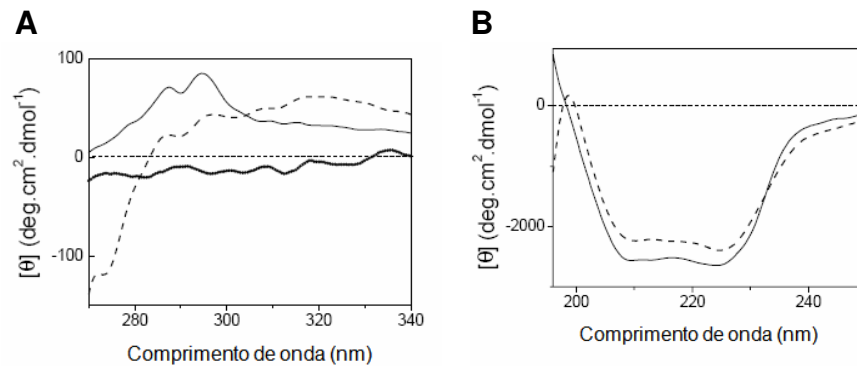 A
[θ] (deg.cm².dmol⁻¹)
100
0
-100
280
300
320
340
Comprimento de onda (nm)
B
[θ] (deg.cm².dmol⁻¹)
0
-2000
200
220
240
Comprimento de onda (nm)